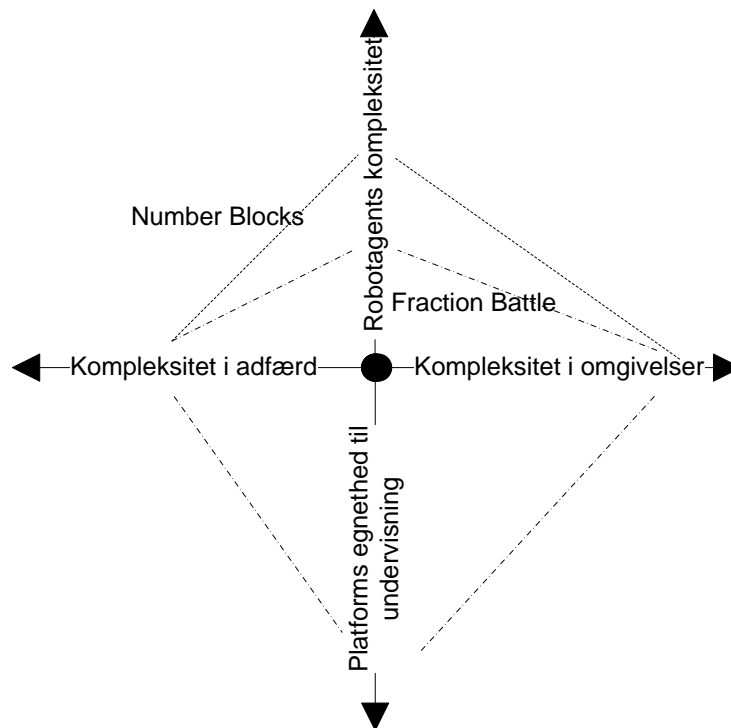 Robotagents kompleksitet
Number Blocks
Fraction Battle
Kompleksitet i adfærd
Kompleksitet i omgivelser
Platforms egnethed til
undervisning